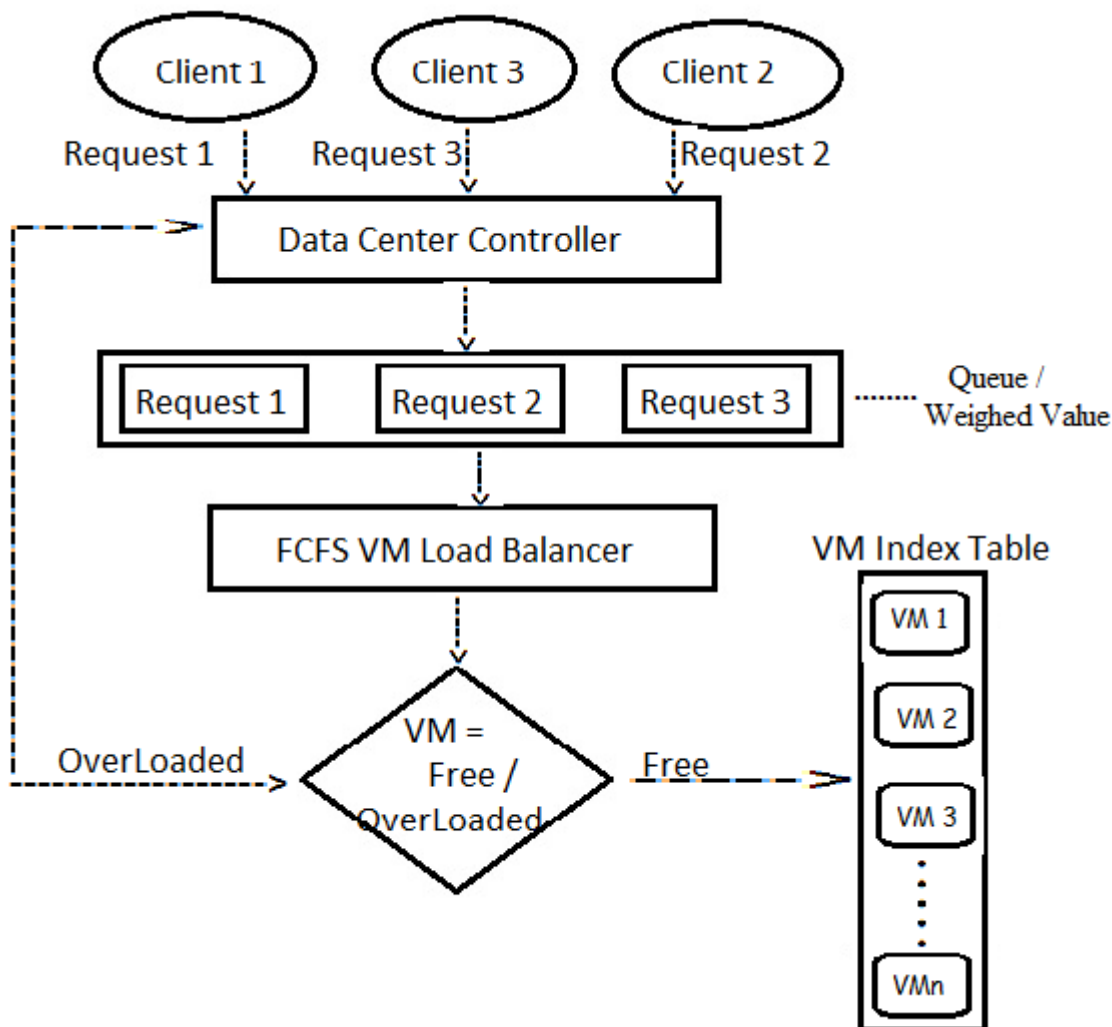 Client 1
Client 3
Client 2
Request 1
Request 3
Request 2
Data Center Controller
Request 1
Request 2
Request 3
Queue /
Weighed Value
FCFS VM Load Balancer
VM Index Table
VM 1
VM 2
VM 3
VMn
VM =
Free /
OverLoaded
OverLoaded
Free